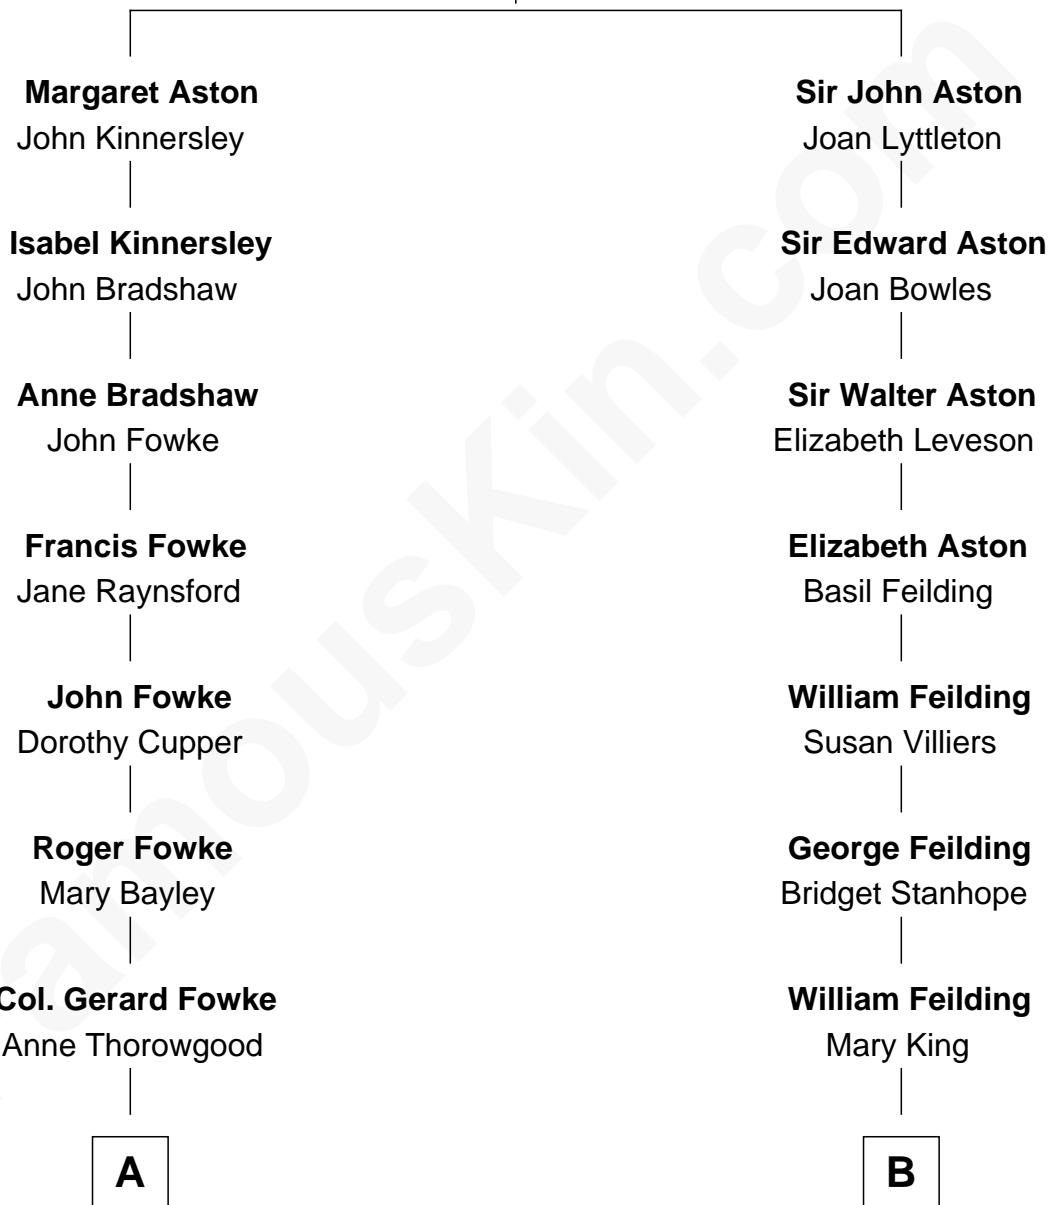 Margaret Aston
John Kinnersley
Isabel Kinnersley
John Bradshaw
Anne Bradshaw
John Fowke
Francis Fowke
Jane Raynsford
John Fowke
Dorothy Cupper
Roger Fowke
Mary Bayley
Col. Gerard Fowke
Anne Thorowgood
A
Sir John Aston
Joan Lyttleton
Sir Edward Aston
Joan Bowles
Sir Walter Aston
Elizabeth Leveson
Elizabeth Aston
Basil Feilding
William Feilding
Susan Villiers
George Feilding
Bridget Stanhope
William Feilding
Mary King
B
amouskin.com